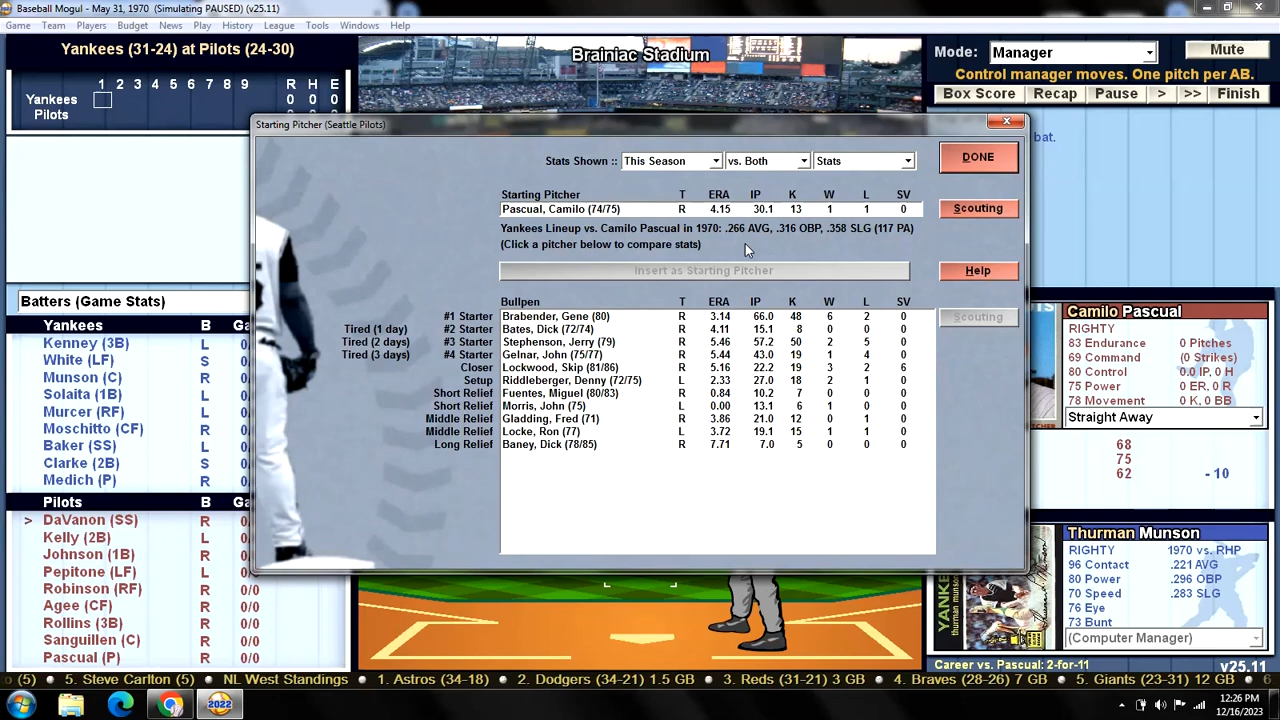 Baseball Mogul - May 31, 1970 (Simulating PAUSED) (v25.11)
Game Team Players Budget News Play History League Tools Windows Help
Yankees (31-24) at Pilots (24-30)
1 2 3 4 5 6 7 8 9 R H E
Yankees 0 0 0
Pilots 0 0 0
Brainiac Stadium
Mode: Manager Mute
Control manager moves. One pitch per AB.
Box Score Recap Pause > >> Finish
bat.
Starting Pitcher (Seattle Pilots)
Stats Shown :: This Season vs. Both Stats DONE
Starting Pitcher T ERA IP K W L SV
Pascual, Camilo (74/75) R 4.15 30.1 13 1 1 0 Scouting
Yankees Lineup vs. Camilo Pascual in 1970: .266 AVG, .316 OBP, .358 SLG (117 PA)
(Click a pitcher below to compare stats)
Insert as Starting Pitcher Help
Bullpen T ERA IP K W L SV
#1 Starter Brabender, Gene (80) R 3.14 66.0 48 6 2 0 Scouting
Tired (1 day) #2 Starter Bates, Dick (72/74) R 4.11 15.1 8 0 0 0
Tired (2 days) #3 Starter Stephenson, Jerry (79) R 5.46 57.2 50 2 5 0
Tired (3 days) #4 Starter Gelnar, John (75/77) R 5.44 43.0 19 1 4 0
Closer Lockwood, Skip (81/86) R 5.16 22.2 19 3 2 6
Setup Riddleberger, Denny (72/75) L 2.33 27.0 18 2 1 0
Short Relief Fuentes, Miguel (80/83) R 0.84 10.2 7 0 0 0
Short Relief Morris, John (75) L 0.00 13.1 6 1 0 0
Middle Relief Gladding, Fred (71) R 3.86 21.0 12 0 1 0
Middle Relief Locke, Ron (77) L 3.72 19.1 15 1 1 0
Long Relief Baney, Dick (78/85) R 7.71 7.0 5 0 0 0
Batters (Game Stats)
Yankees B
Kenney (3B) L
White (LF) S
Munson (C) R
Solaita (1B) L
Murcer (RF) L
Moschitto (CF) R
Baker (SS) L
Clarke (2B) S
Medich (P) R
Pilots B
> DaVanon (SS) R 0/0
Kelly (2B) L 0/0
Johnson (1B) R 0/0
Pepitone (LF) L 0/0
Robinson (RF) R 0/0
Agee (CF) R 0/0
Rollins (3B) R 0/0
Sanguillen (C) R 0/0
Pascual (P) R 0/0
Camilo Pascual
RIGHTY
83 Endurance 0 Pitches
69 Command (0 Strikes)
80 Control 0.0 IP, 0 H
75 Power 0 ER, 0 R
78 Movement 0 K, 0 BB
Straight Away
68
75
62 - 10
Thurman Munson
RIGHTY 1970 vs. RHP
96 Contact .221 AVG
80 Power .296 OBP
70 Speed .283 SLG
76 Eye
73 Bunt
(Computer Manager)
Career vs. Pascual: 2-for-11 v25.11
(5) • 5. Steve Carlton (5) • NL West Standings • 1. Astros (34-18) • 2. Dodgers (34-21) 1.5 GB • 3. Reds (31-21) 3 GB • 4. Braves (28-26) 7 GB • 5. Giants (23-31) 12 GB
2022
12:26 PM
12/16/2023